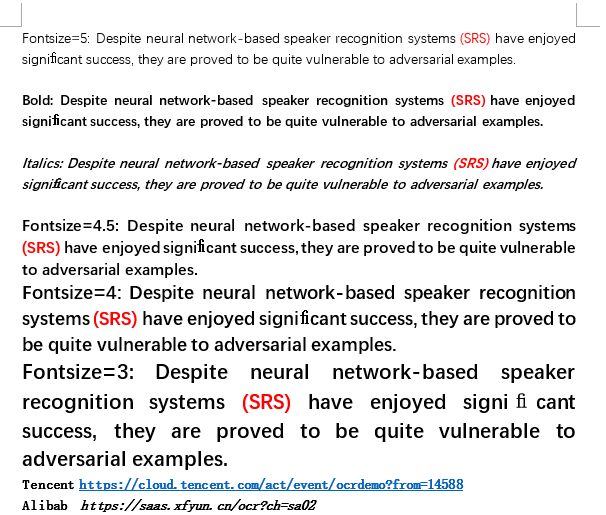 Fontsize=5: Despite neural network-based speaker recognition systems (SRS) have enjoyed
significant success, they are proved to be quite vulnerable to adversarial examples.
Bold: Despite neural network-based speaker recognition systems (SRS) have enjoyed
significant success, they are proved to be quite vulnerable to adversarial examples.
Italics: Despite neural network-based speaker recognition systems (SRS) have enjoyed
significant success, they are proved to be quite vulnerable to adversarial examples.
Fontsize=4.5: Despite neural network-based speaker recognition systems
(SRS) have enjoyed significant success, they are proved to be quite vulnerable
to adversarial examples.
Fontsize=4: Despite neural network-based speaker recognition
systems (SRS) have enjoyed significant success, they are proved to
be quite vulnerable to adversarial examples.
Fontsize=3: Despite neural network-based speaker
recognition systems (SRS) have enjoyed signi fi cant
success, they are proved to be quite vulnerable to
adversarial examples.
Tencent https://cloud.tencent.com/act/event/ocrdemo?from=14588
Alibab https://saas.xfyun.cn/ocr?ch=sa02